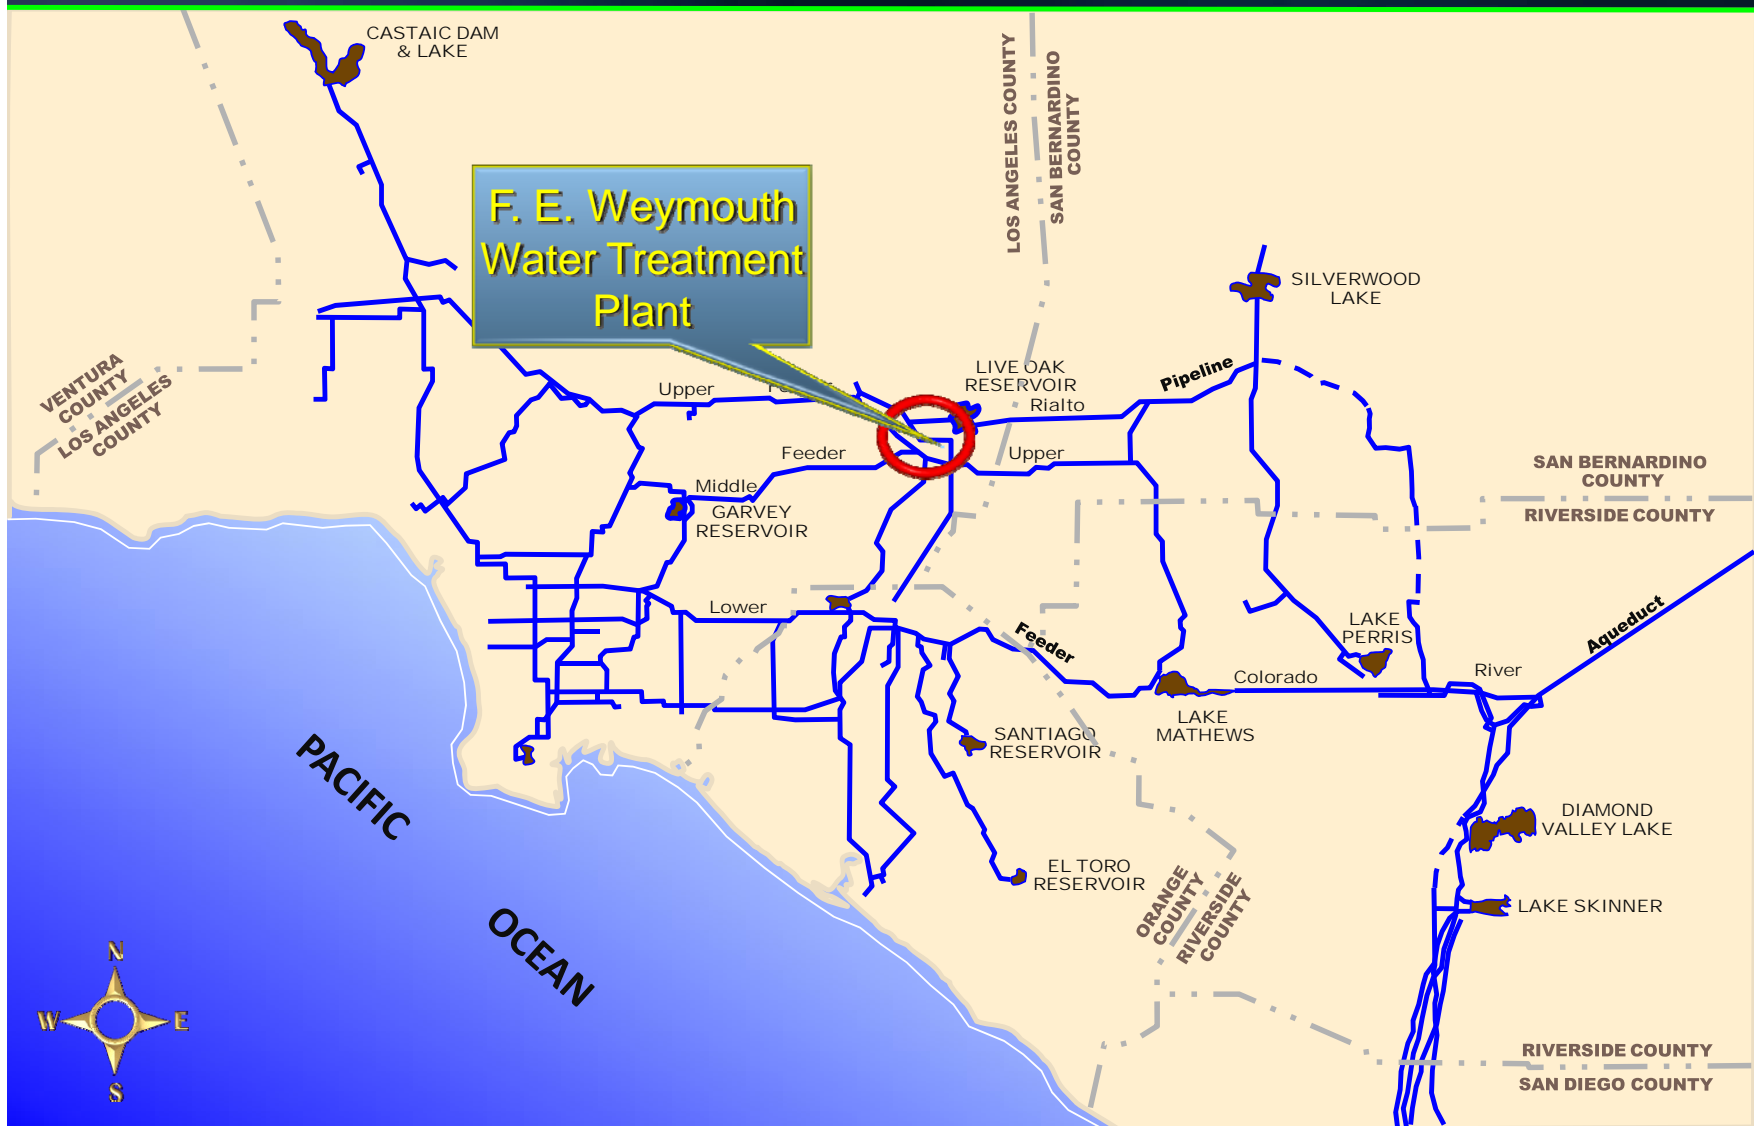 CASTAIC DAM
& LAKE
LOS ANGELES COUNTY
SAN BERNARDINO
COUNTY
F. E. Weymouth
Water Treatment
Plant
SILVERWOOD
LAKE
VENTURA
COUNTY
LOS ANGELES
COUNTY
LIVE OAK
RESERVOIR
Pipeline
Rialto
Upper
Feeder
Upper
Middle
GARVEY
RESERVOIR
SAN BERNARDINO
COUNTY
RIVERSIDE COUNTY
Lower
Feeder
LAKE
PERRIS
Aqueduct
River
Colorado
LAKE
MATHEWS
SANTIAGO
RESERVOIR
PACIFIC
OCEAN
DIAMOND
VALLEY LAKE
EL TORO
RESERVOIR
ORANGE
COUNTY
RIVERSIDE
COUNTY
LAKE SKINNER
N
W
E
S
RIVERSIDE COUNTY
SAN DIEGO COUNTY